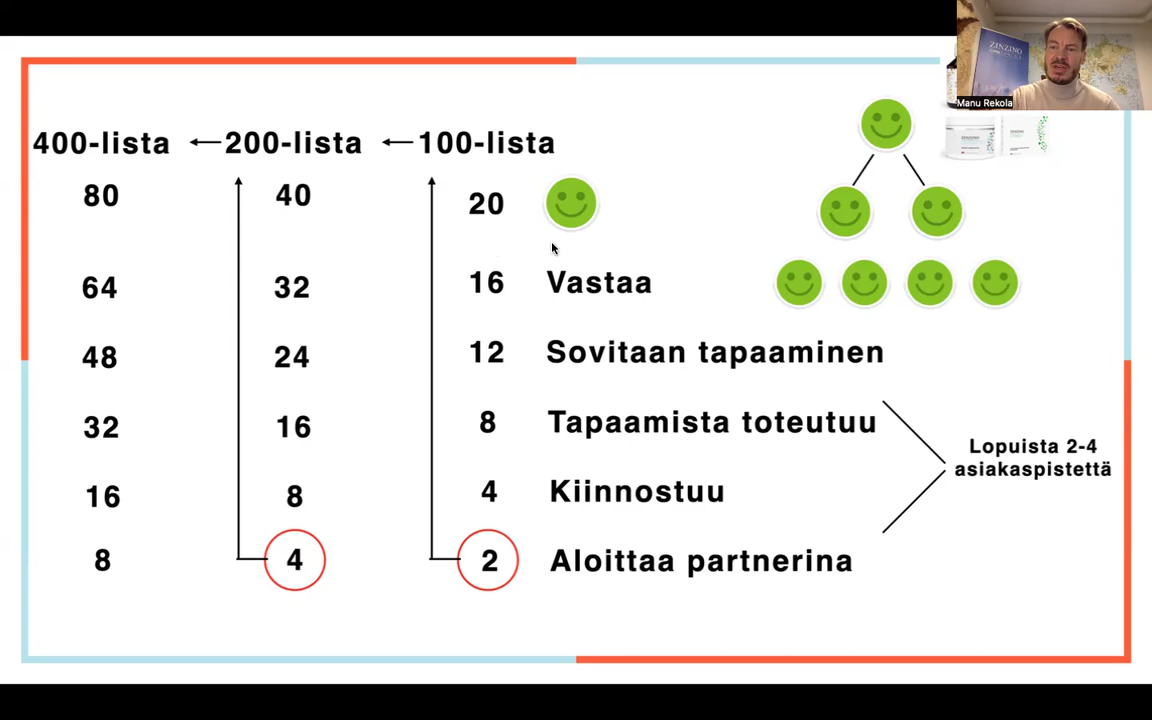 ZINZINO
Manu Rekola
ZINZINO
ZINZINO
400-lista
200-lista
100-lista
80
40
20
64
32
16
Vastaa
48
24
12
Sovitaan tapaaminen
32
16
8
Tapaamista toteutuu
Lopuista 2-4
asiakaspistettä
16
8
4
Kiinnostuu
8
4
2
Aloittaa partnerina